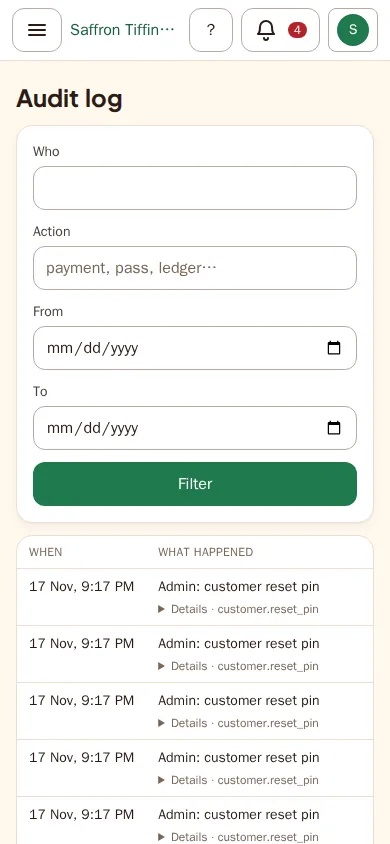 Saffron Tiffin… ? 4 S
Audit log
Who
Action
payment, pass, ledger…
From
mm/dd/yyyy
To
mm/dd/yyyy
Filter
WHEN WHAT HAPPENED
17 Nov, 9:17 PM Admin: customer reset pin
▶ Details · customer.reset_pin
17 Nov, 9:17 PM Admin: customer reset pin
▶ Details · customer.reset_pin
17 Nov, 9:17 PM Admin: customer reset pin
▶ Details · customer.reset_pin
17 Nov, 9:17 PM Admin: customer reset pin
▶ Details · customer.reset_pin
17 Nov, 9:17 PM Admin: customer reset pin
▶ Details · customer.reset_pin